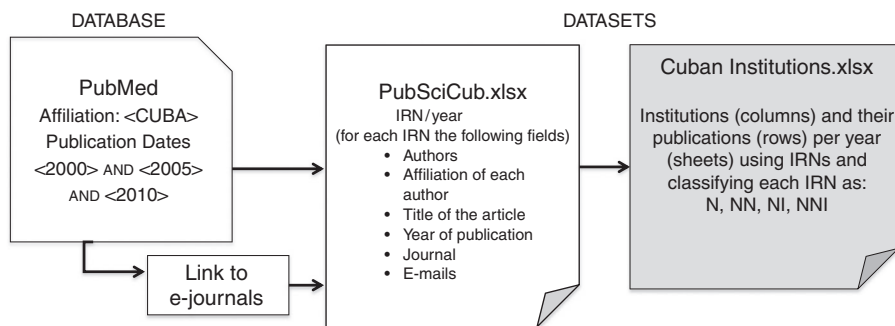 DATABASE
PubMed
Affiliation: <CUBA>
Publication Dates
<2000> AND <2005>
AND <2010>
Link to
e-journals
DATASETS
PubSciCub.xlsx
IRN/year
(for each IRN the following fields)
• Authors
• Affiliation of each
author
• Title of the article
• Year of publication
• Journal
• E-mails
Cuban Institutions.xlsx
Institutions (columns) and their
publications (rows) per year
(sheets) using IRNs and
classifying each IRN as:
N, NN, NI, NNI